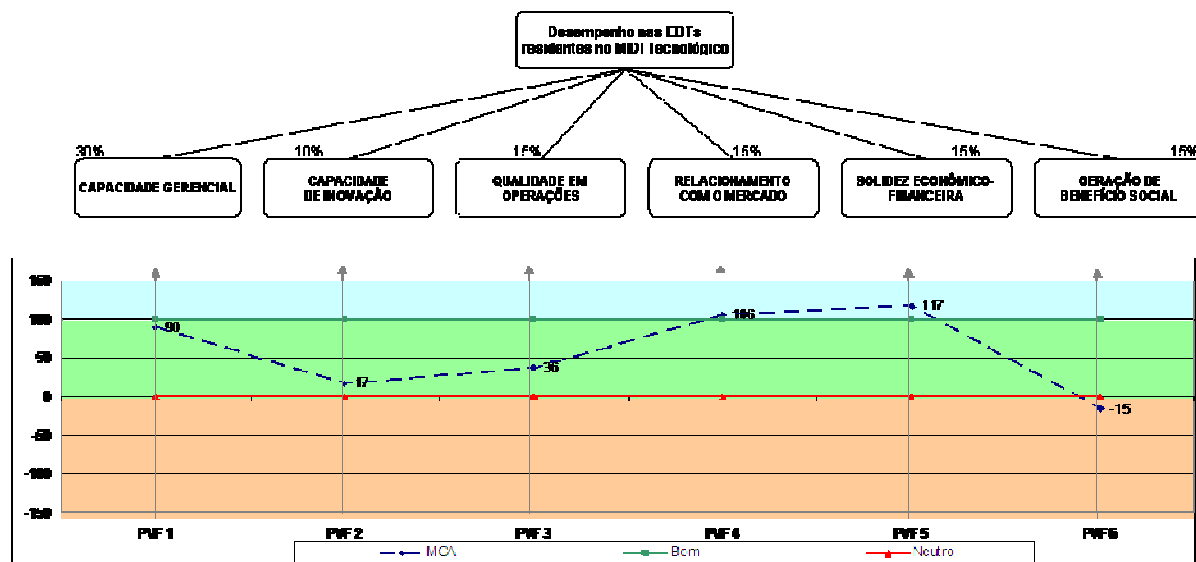 Desempenho nas EDTs
residentes no MIDI Tecnológico
30%
10%
15%
15%
15%
15%
CAPACIDADE GERENCIAL
CAPACIDADE
DE INOVAÇÃO
QUALIDADE EM
OPERAÇÕES
RELACIONAMENTO
COM O MERCADO
SOLIDEZ ECONÔMICO-
FINANCEIRA
GERAÇÃO DE
BENEFÍCIO SOCIAL
150
100
50
0
-50
-100
-150
90
17
36
106
117
-15
PVF 1
PVF 2
PVF 3
PVF 4
PVF 5
PVF 6
MCA
Bom
Neutro